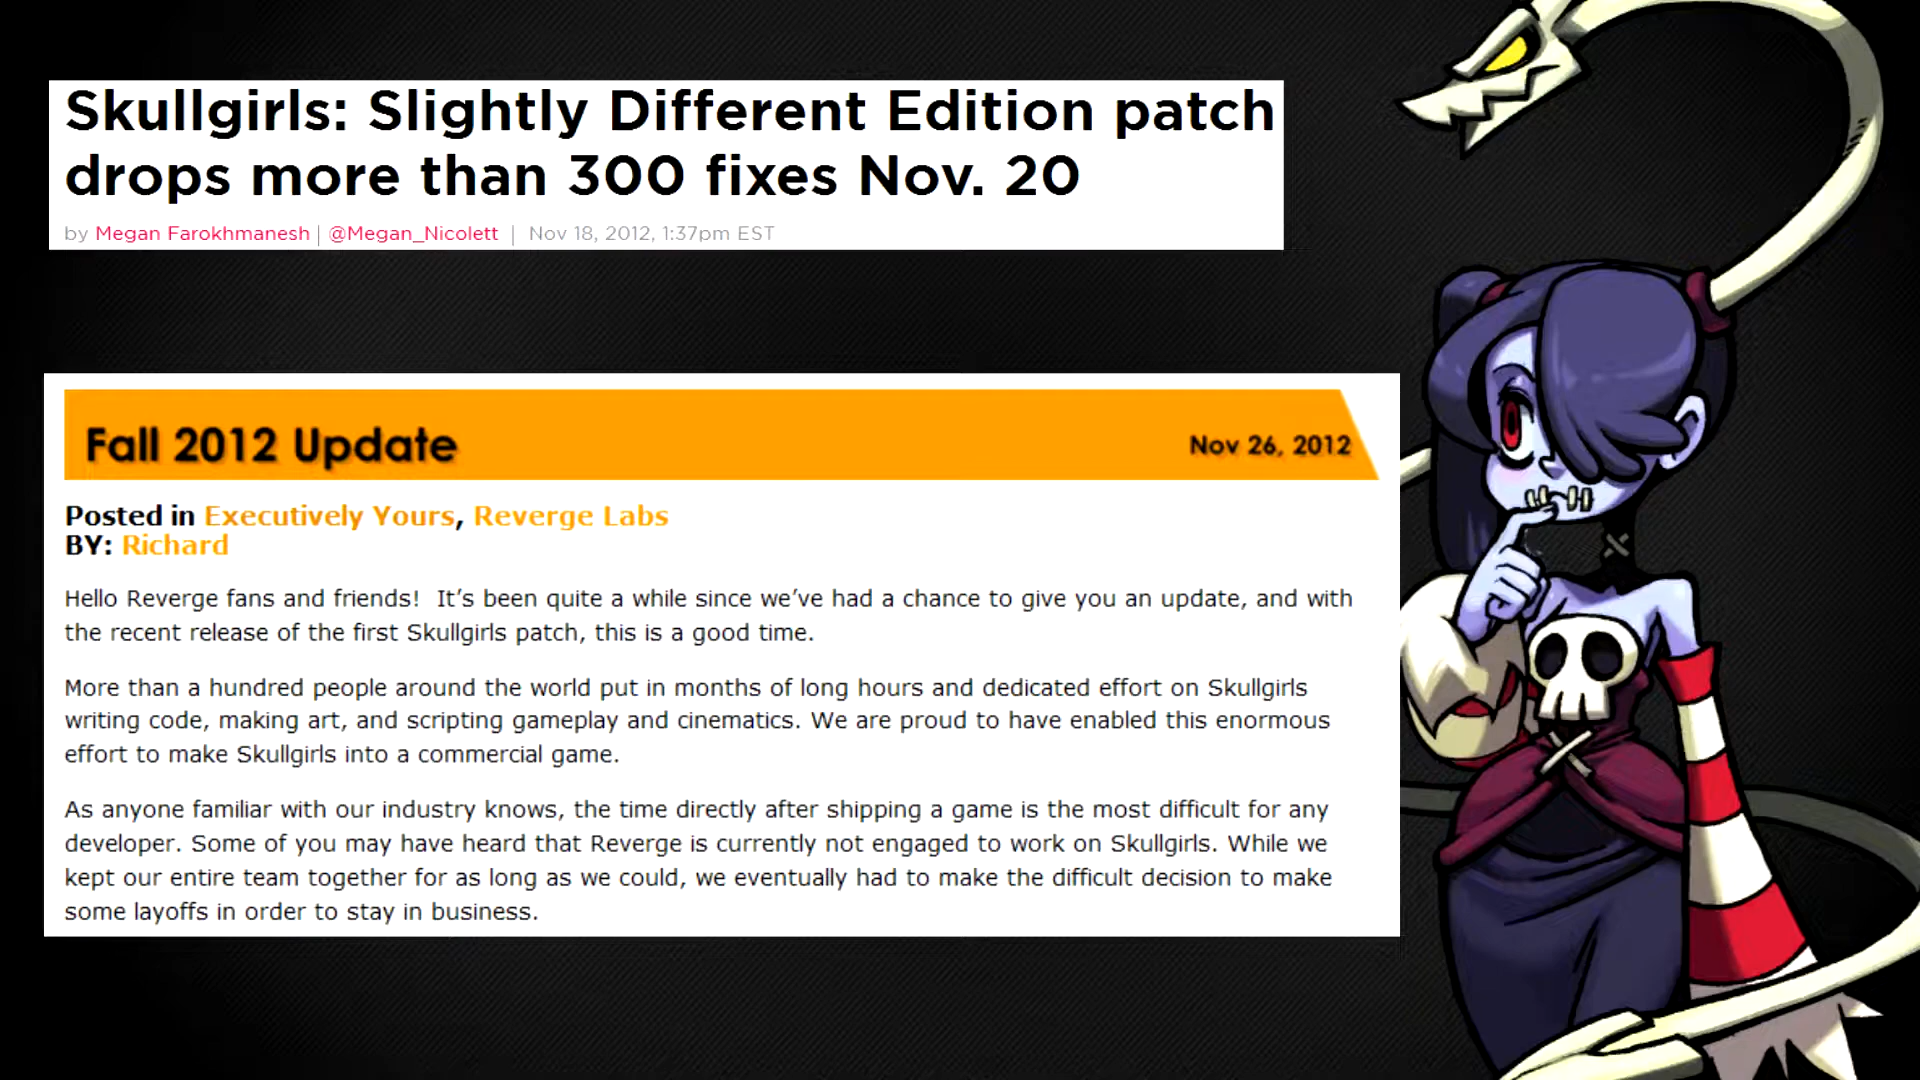 Skullgirls: Slightly Different Edition patch
drops more than 300 fixes Nov. 20
by Megan Farokhmanesh | @Megan_Nicolett | Nov 18, 2012, 1:37pm EST
Fall 2012 Update
Nov 26, 2012
Posted in Executively Yours, Reverge Labs
BY: Richard
Hello Reverge fans and friends!  It’s been quite a while since we’ve had a chance to give you an update, and with
the recent release of the first Skullgirls patch, this is a good time.
More than a hundred people around the world put in months of long hours and dedicated effort on Skullgirls
writing code, making art, and scripting gameplay and cinematics. We are proud to have enabled this enormous
effort to make Skullgirls into a commercial game.
As anyone familiar with our industry knows, the time directly after shipping a game is the most difficult for any
developer. Some of you may have heard that Reverge is currently not engaged to work on Skullgirls. While we
kept our entire team together for as long as we could, we eventually had to make the difficult decision to make
some layoffs in order to stay in business.